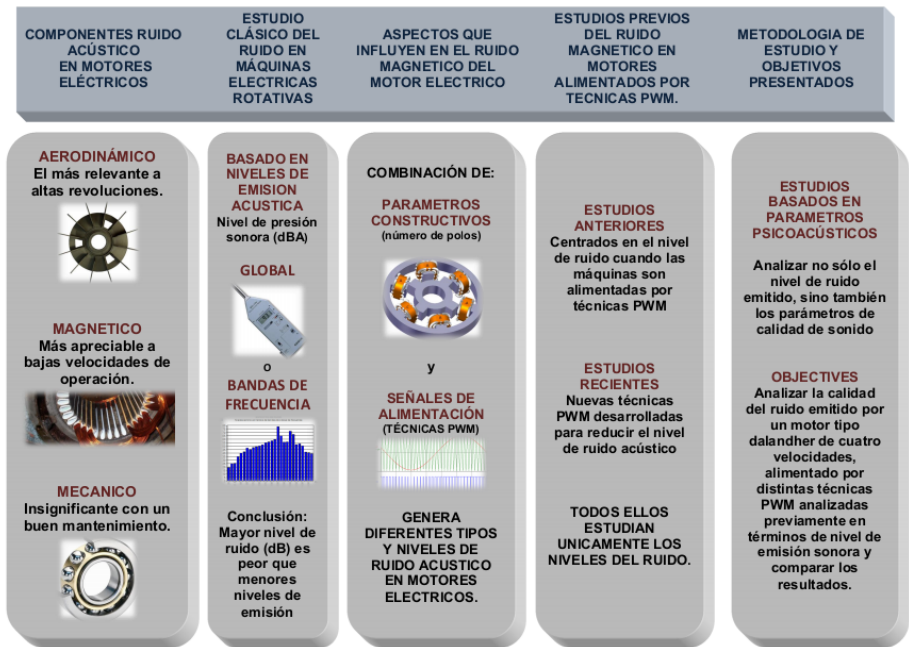 COMPONENTES RUIDO
ACÚSTICO
EN MOTORES
ELÉCTRICOS
ESTUDIO
CLÁSICO DEL
RUIDO EN
MÁQUINAS
ELECTRICAS
ROTATIVAS
ASPECTOS QUE
INFLUYEN EN EL RUIDO
MAGNETICO DEL
MOTOR ELECTRICO
ESTUDIOS PREVIOS
DEL RUIDO
MAGNETICO EN
MOTORES
ALIMENTADOS POR
TECNICAS PWM.
METODOLOGIA DE
ESTUDIO Y
OBJETIVOS
PRESENTADOS
AERODINÁMICO
El más relevante a
altas revoluciones.
MAGNETICO
Más apreciable a
bajas velocidades de
operación.
MECANICO
Insignificante con un
buen mantenimiento.
BASADO EN
NIVELES DE
EMISION
ACUSTICA
Nivel de presión
sonora (dBA)
GLOBAL
o
BANDAS DE
FRECUENCIA
Conclusión:
Mayor nivel de
ruido (dB) es
peor que
menores
niveles de
emisión
COMBINACIÓN DE:
PARAMETROS
CONSTRUCTIVOS
(número de polos)
y
SEÑALES DE
ALIMENTACIÓN
(TÉCNICAS PWM)
GENERA
DIFERENTES TIPOS
Y NIVELES DE
RUIDO ACUSTICO
EN MOTORES
ELECTRICOS.
ESTUDIOS
ANTERIORES
Centrados en el nivel
de ruido cuando las
máquinas son
alimentadas por
técnicas PWM
ESTUDIOS
RECIENTES
Nuevas técnicas
PWM desarrolladas
para reducir el nivel
de ruido acústico
TODOS ELLOS
ESTUDIAN
UNICAMENTE LOS
NIVELES DEL RUIDO.
ESTUDIOS
BASADOS EN
PARAMETROS
PSICOACÚSTICOS
Analizar no sólo el
nivel de ruido
emitido, sino también
los parámetros de
calidad de sonido
OBJECTIVES
Analizar la calidad
del ruido emitido por
un motor tipo
dalandher de cuatro
velocidades,
alimentado por
distintas técnicas
PWM analizadas
previamente en
términos de nivel de
emisión sonora y
comparar los
resultados.